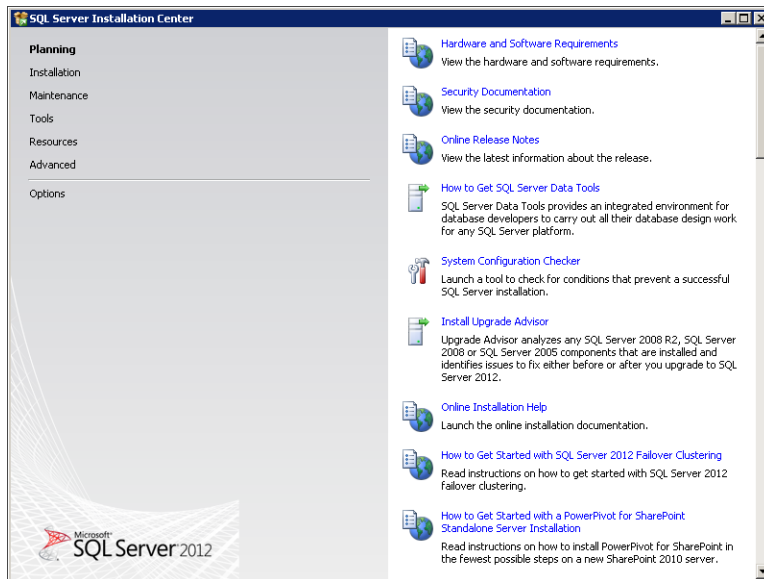 SQL Server Installation Center
Planning
Installation
Maintenance
Tools
Resources
Advanced
Options
Hardware and Software Requirements
View the hardware and software requirements.
Security Documentation
View the security documentation.
Online Release Notes
View the latest information about the release.
How to Get SQL Server Data Tools
SQL Server Data Tools provides an integrated environment for
database developers to carry out all their database design work
for any SQL Server platform.
System Configuration Checker
Launch a tool to check for conditions that prevent a successful
SQL Server installation.
Install Upgrade Advisor
Upgrade Advisor analyzes any SQL Server 2008 R2, SQL Server
2008 or SQL Server 2005 components that are installed and
identifies issues to fix either before or after you upgrade to SQL
Server 2012.
Online Installation Help
Launch the online installation documentation.
How to Get Started with SQL Server 2012 Failover Clustering
Read instructions on how to get started with SQL Server 2012
failover clustering.
How to Get Started with a PowerPivot for SharePoint
Standalone Server Installation
Read instructions on how to install PowerPivot for SharePoint in
the fewest possible steps on a new SharePoint 2010 server.
Microsoft®
SQL Server 2012